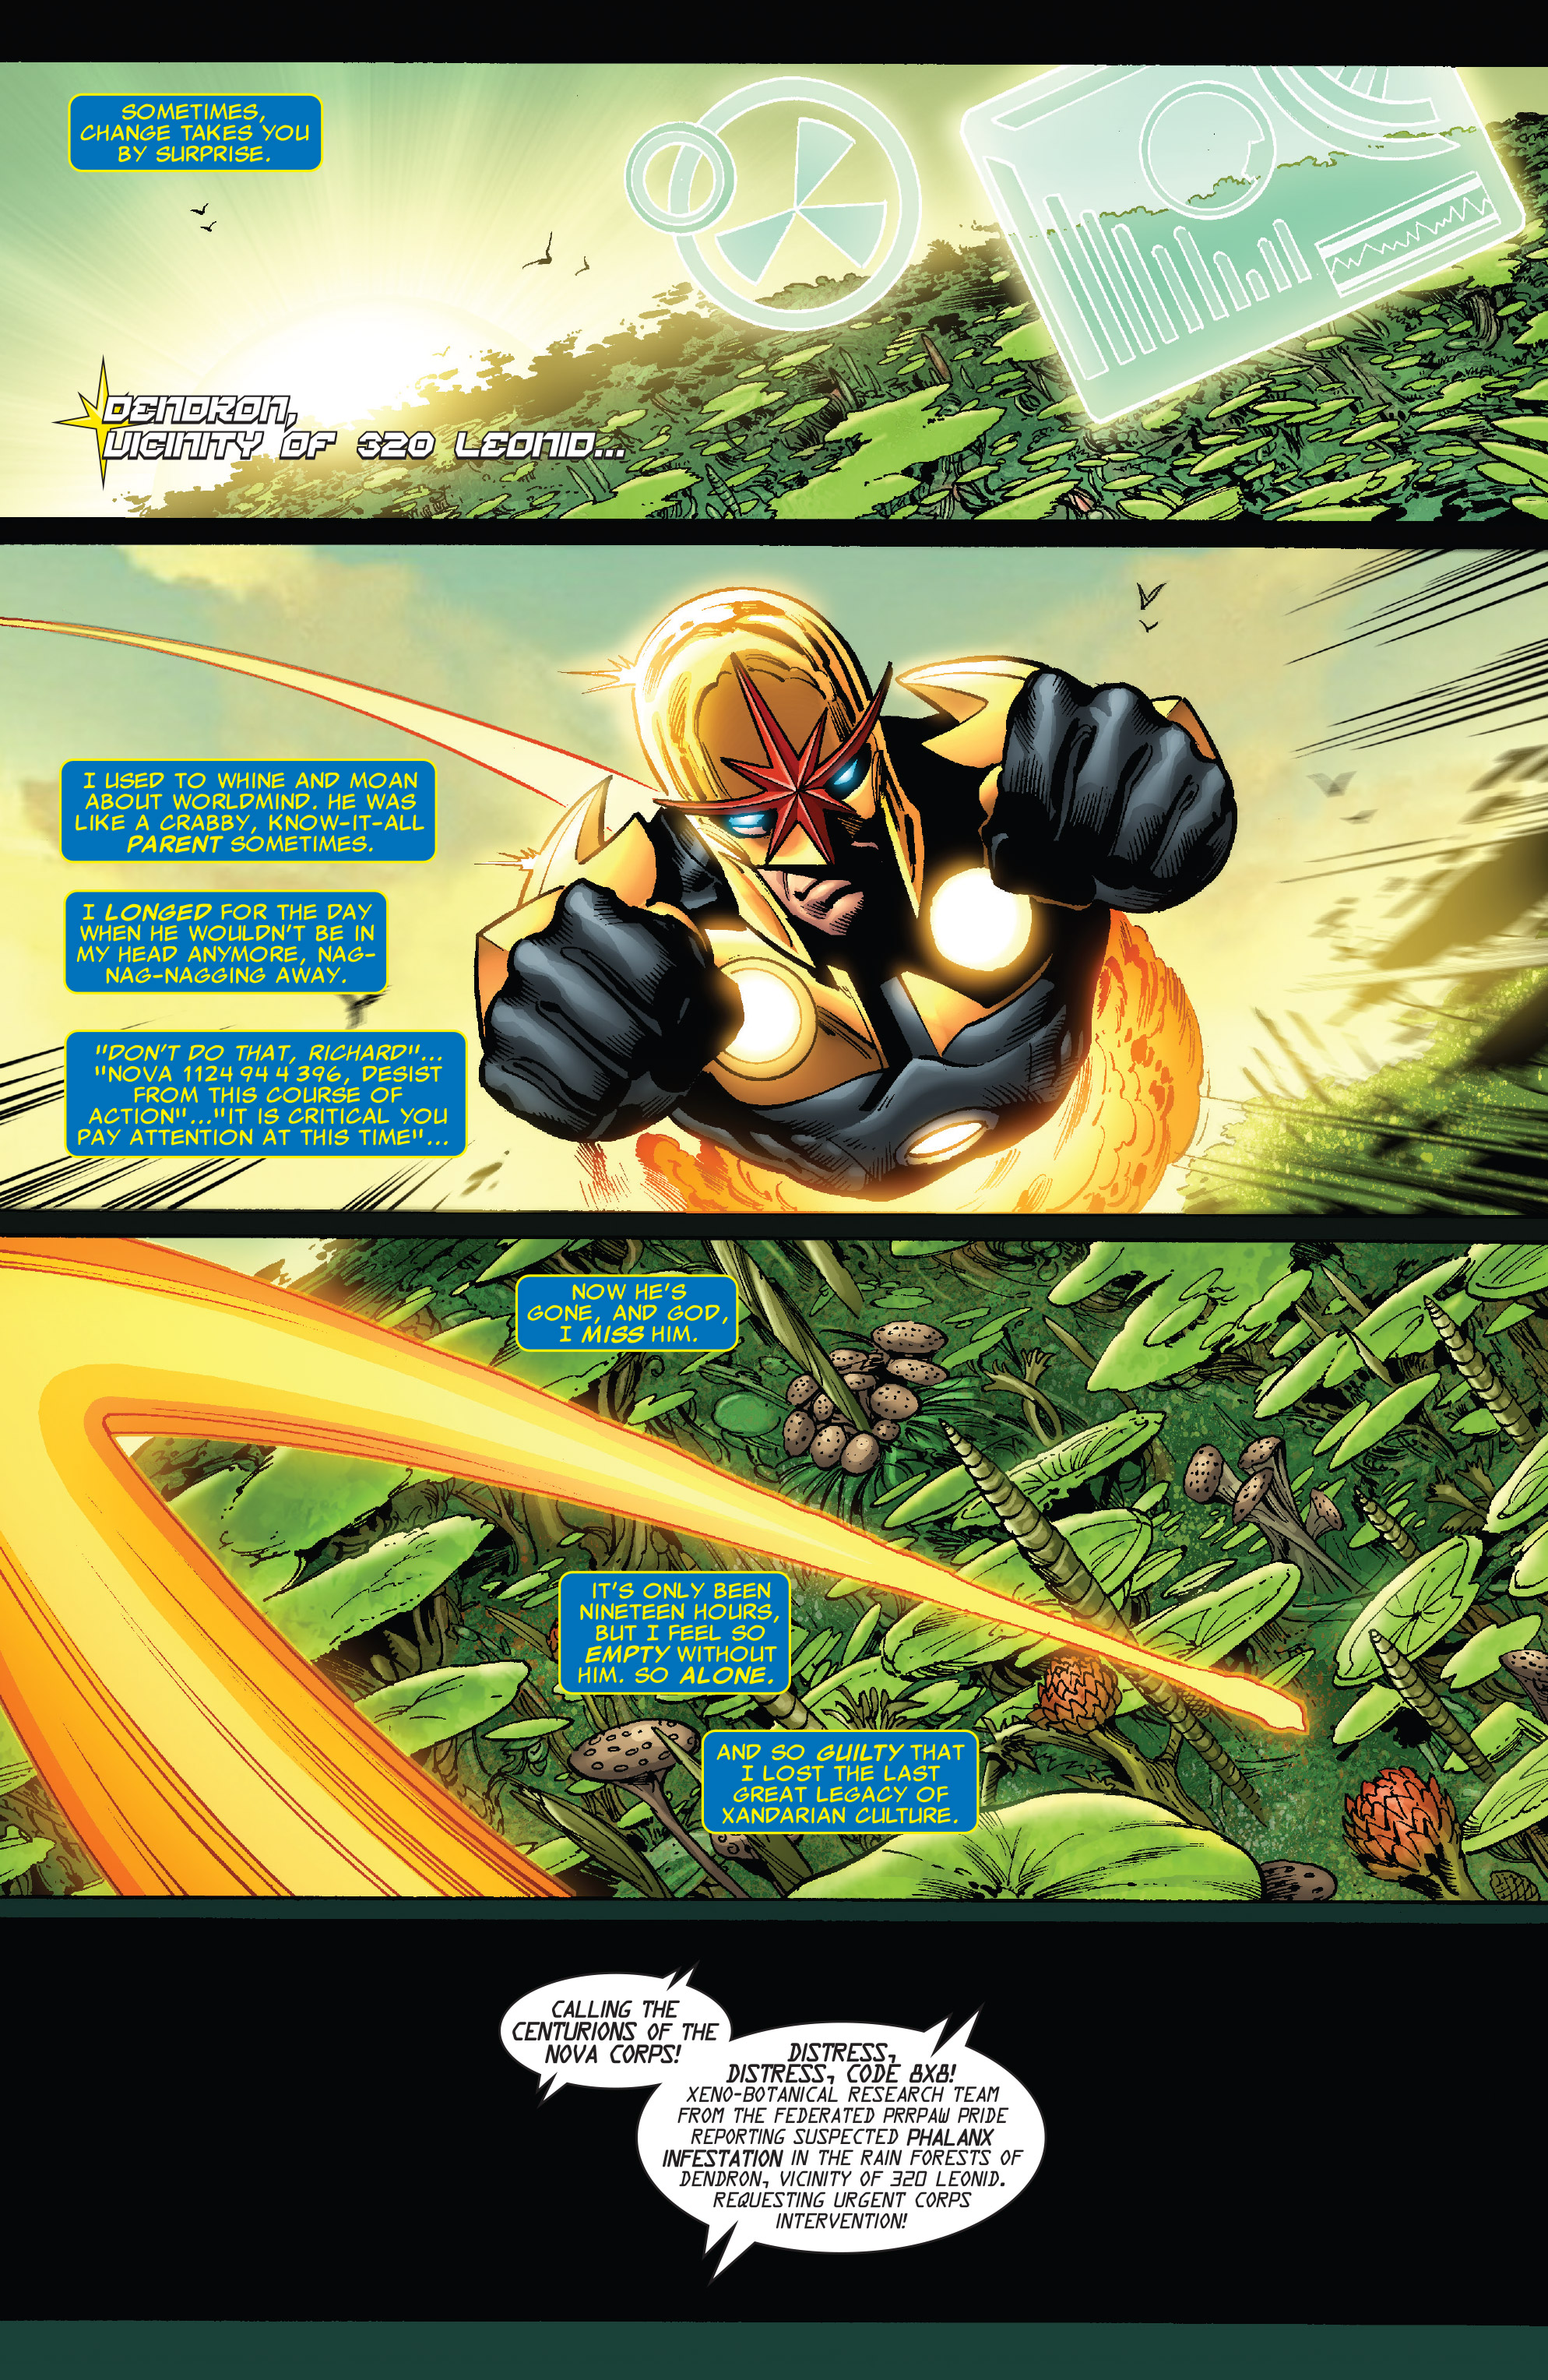 SOMETIMES,
CHANGE TAKES YOU
BY SURPRISE.
DENDRON,
VICINITY OF 320 LEONID...
I USED TO WHINE AND MOAN
ABOUT WORLDMIND. HE WAS
LIKE A CRABBY, KNOW-IT-ALL
PARENT SOMETIMES.
I LONGED FOR THE DAY
WHEN HE WOULDN'T BE IN
MY HEAD ANYMORE, NAG-
NAG-NAGGING AWAY.
"DON'T DO THAT, RICHARD"...
"NOVA 1124944396, DESIST
FROM THIS COURSE OF
ACTION"..."IT IS CRITICAL YOU
PAY ATTENTION AT THIS TIME"...
NOW HE'S
GONE, AND GOD,
I MISS HIM.
IT'S ONLY BEEN
NINETEEN HOURS,
BUT I FEEL SO
EMPTY WITHOUT
HIM. SO ALONE.
AND SO GUILTY THAT
I LOST THE LAST
GREAT LEGACY OF
XANDARIAN CULTURE.
CALLING THE
CENTURIONS OF THE
NOVA CORPS!
DISTRESS,
DISTRESS, CODE 8X8!
XENO-BOTANICAL RESEARCH TEAM
FROM THE FEDERATED PRRPAW PRIDE
REPORTING SUSPECTED PHALANX
INFESTATION IN THE RAIN FORESTS OF
DENDRON, VICINITY OF 320 LEONID.
REQUESTING URGENT CORPS
INTERVENTION!